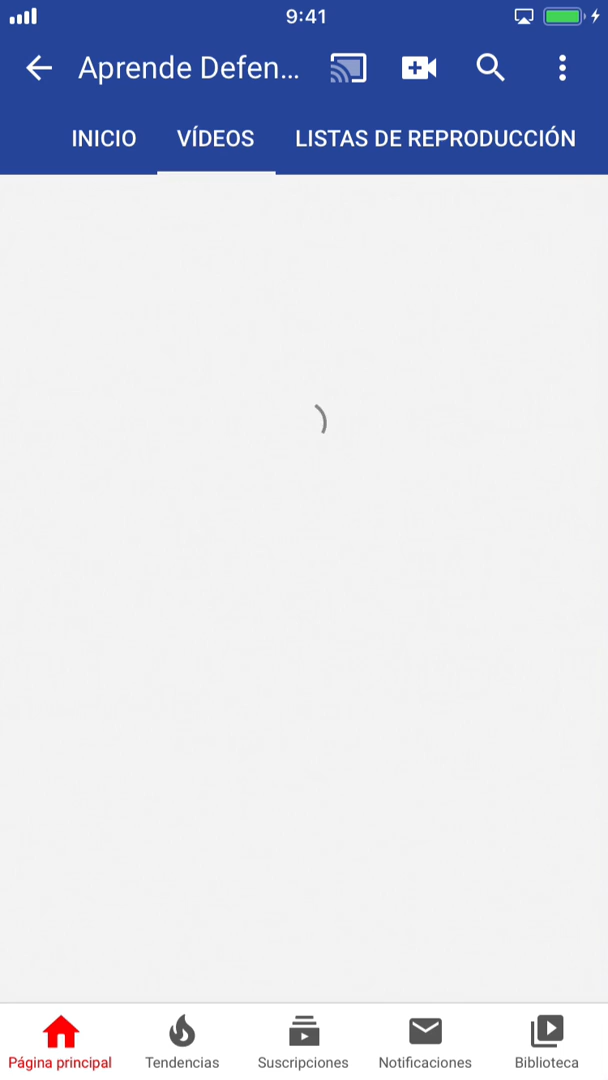 9:41
Aprende Defen...
INICIO
VÍDEOS
LISTAS DE REPRODUCCIÓN
Página principal
Tendencias
Suscripciones
Notificaciones
Biblioteca